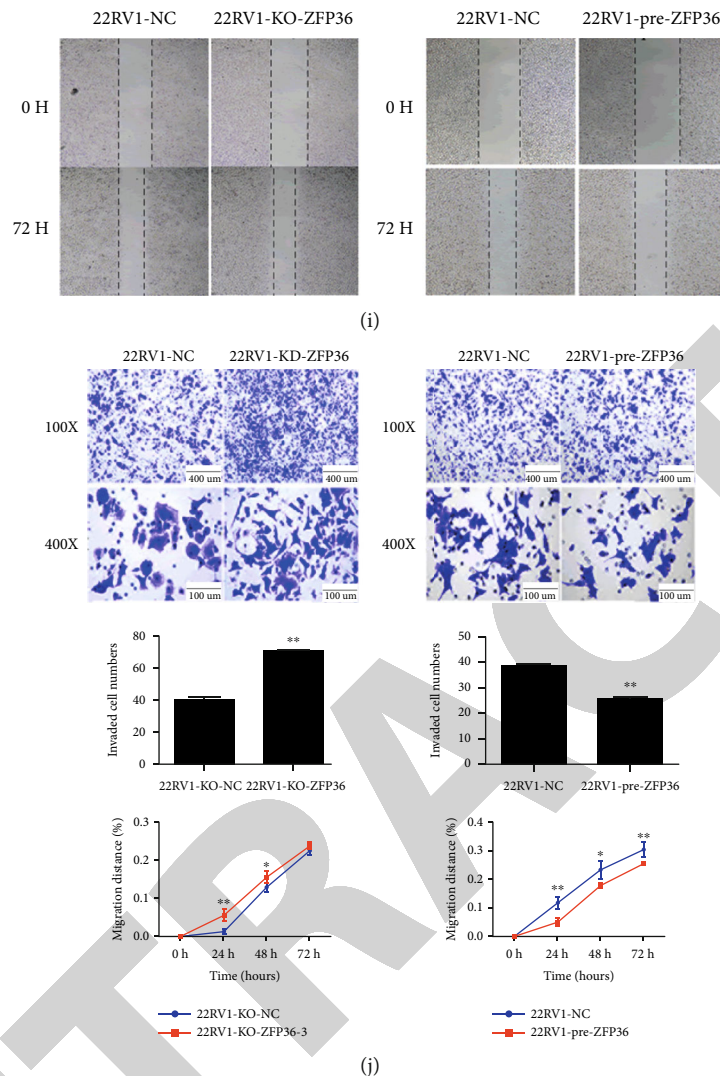 22RV1-NC 22RV1-KO-ZFP36 22RV1-NC 22RV1-pre-ZFP36
0 H 0 H
72 H 72 H
(i)
22RV1-NC 22RV1-KD-ZFP36 22RV1-NC 22RV1-pre-ZFP36
100X 100X
400 um 400 um 400 um 400 um
400X 400X
100 um 100 um 100 um 100 um
Invaded cell numbers
80
60
40
20
0
**
22RV1-KO-NC 22RV1-KO-ZFP36
Invaded cell numbers
50
40
30
20
10
0
**
22RV1-NC 22RV1-pre-ZFP36
Migration distance (%)
0.3
0.2
0.1
0.0
** *
0 h 24 h 48 h 72 h
Time (hours)
22RV1-KO-NC
22RV1-KO-ZFP36-3
Migration distance (%)
0.4
0.3
0.2
0.1
0.0
** * **
0 h 24 h 48 h 72 h
Time (hours)
22RV1-NC
22RV1-pre-ZFP36
(j)
TRACT